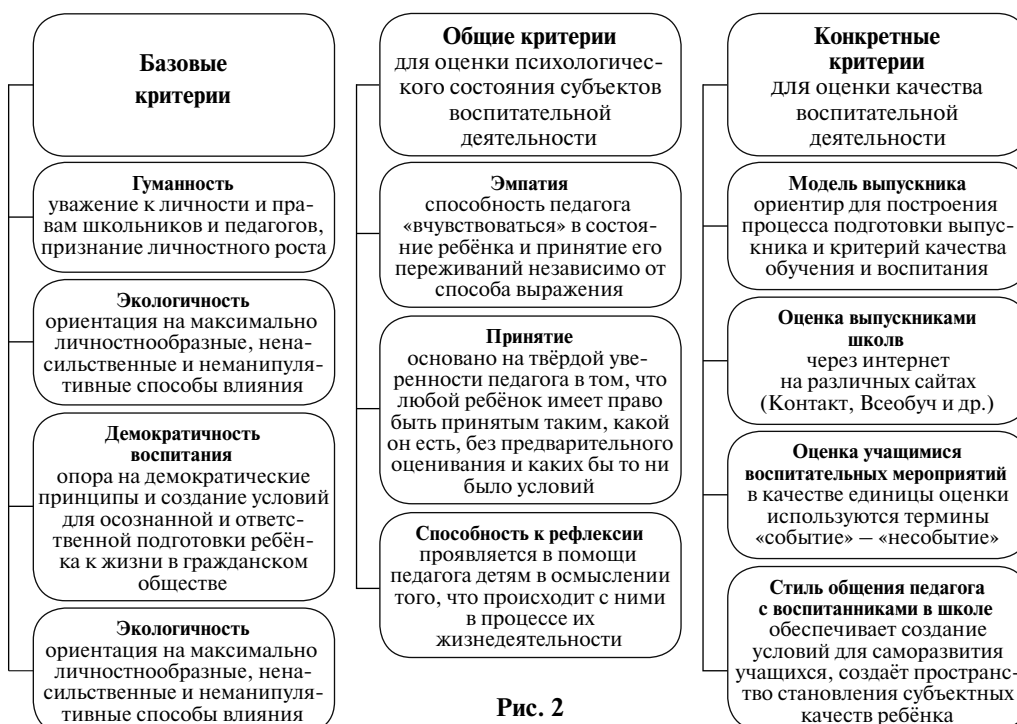 Базовые
критерии
Гуманность
уважение к личности и пра-
вам школьников и педагогов,
признание личностного роста
Экологичность
ориентация на максимально
личностнообразные, нена-
сильственные и неманипуля-
тивные способы влияния
Демократичность
воспитания
опора на демократические
принципы и создание условий
для осознанной и ответс-
твенной подготовки ребён-
ка к жизни в гражданском
обществе
Экологичность
ориентация на максимально
личностнообразные, нена-
сильственные и неманипуля-
тивные способы влияния
Общие критерии
для оценки психологичес-
кого состояния субъектов
воспитательной
деятельности
Эмпатия
способность педагога
«вчувствоваться» в состоя-
ние ребёнка и принятие его
переживаний независимо от
способа выражения
Принятие
основано на твёрдой уве-
ренности педагога в том, что
любой ребёнок имеет право
быть принятым таким, какой
он есть, без предварительного
оценивания и каких бы то ни
было условий
Способность к рефлексии
проявляется в помощи
педагога детям в осмыслении
того, что происходит с ними
в процессе их
жизнедеятельности
Конкретные
критерии
для оценки качества
воспитательной
деятельности
Модель выпускника
ориентир для построения
процесса подготовки выпус-
кника и критерий качества
обучения и воспитания
Оценка выпускниками
школв
через интернет
на различных сайтах
(Контакт, Всеобуч и др.)
Оценка учащимися
воспитательных мероприятий
в качестве единицы оценки
используются термины
«событие» – «несобытие»
Стиль общения педагога
с воспитанниками в школе
обеспечивает создание
условий для саморазвития
учащихся, создаёт пространс-
тво становления субъектных
качеств ребёнка
Рис. 2